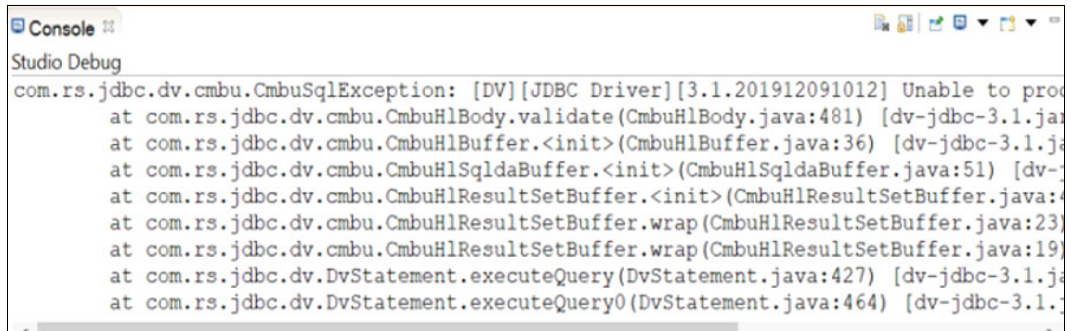 Console
Studio Debug
com.rs.jdbc.dv.cmbu.CmbuSqlException: [DV][JDBC Driver][3.1.201912091012] Unable to proc
at com.rs.jdbc.dv.cmbu.CmbuHlBody.validate(CmbuHlBody.java:481) [dv-jdbc-3.1.jar
at com.rs.jdbc.dv.cmbu.CmbuHlBuffer.<init>(CmbuHlBuffer.java:36) [dv-jdbc-3.1.ja
at com.rs.jdbc.dv.cmbu.CmbuHlSqldaBuffer.<init>(CmbuHlSqldaBuffer.java:51) [dv-j
at com.rs.jdbc.dv.cmbu.CmbuHlResultSetBuffer.<init>(CmbuHlResultSetBuffer.java:4
at com.rs.jdbc.dv.cmbu.CmbuHlResultSetBuffer.wrap(CmbuHlResultSetBuffer.java:23)
at com.rs.jdbc.dv.cmbu.CmbuHlResultSetBuffer.wrap(CmbuHlResultSetBuffer.java:19)
at com.rs.jdbc.dv.DvStatement.executeQuery(DvStatement.java:427) [dv-jdbc-3.1.ja
at com.rs.jdbc.dv.DvStatement.executeQuery0(DvStatement.java:464) [dv-jdbc-3.1.j